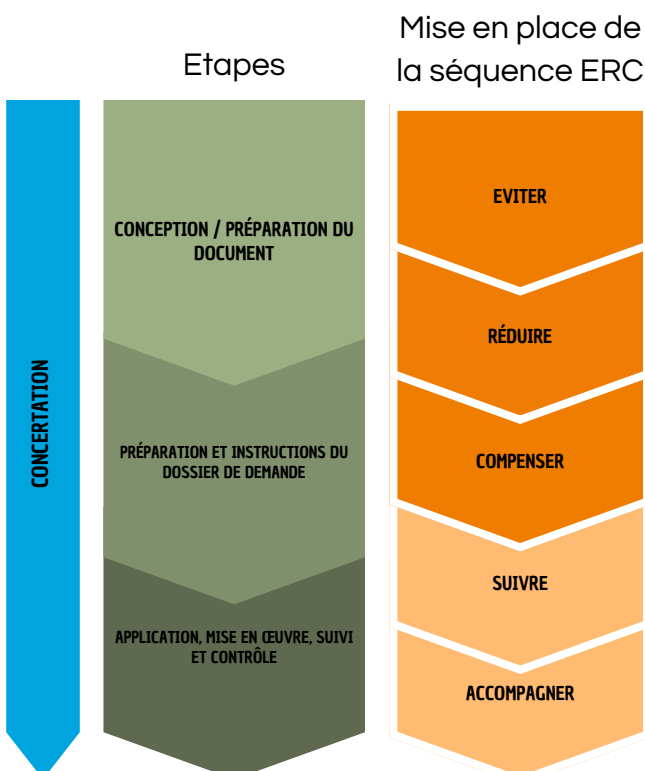 Etapes
Mise en place de
la séquence ERC
CONCERTATION
CONCEPTION / PRÉPARATION DU
DOCUMENT
PRÉPARATION ET INSTRUCTIONS DU
DOSSIER DE DEMANDE
APPLICATION, MISE EN ŒUVRE, SUIVI
ET CONTRÔLE
EVITER
RÉDUIRE
COMPENSER
SUIVRE
ACCOMPAGNER